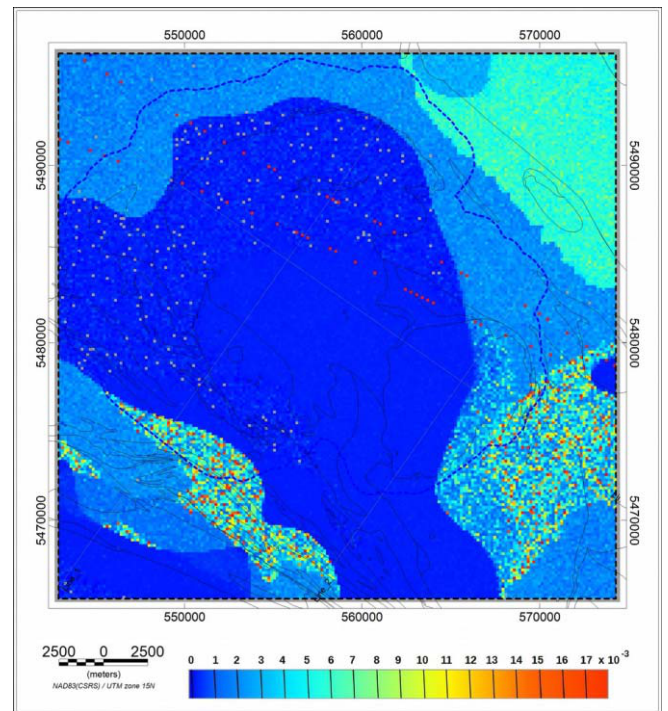 550000 560000 570000
5490000 5490000
5480000 5480000
5470000 5470000
550000 560000 570000
2500 0 2500
(meters)
NAD83(CSRS) / UTM zone 15N
0 1 2 3 4 5 6 7 8 9 10 11 12 13 14 15 16 17 x 10⁻³